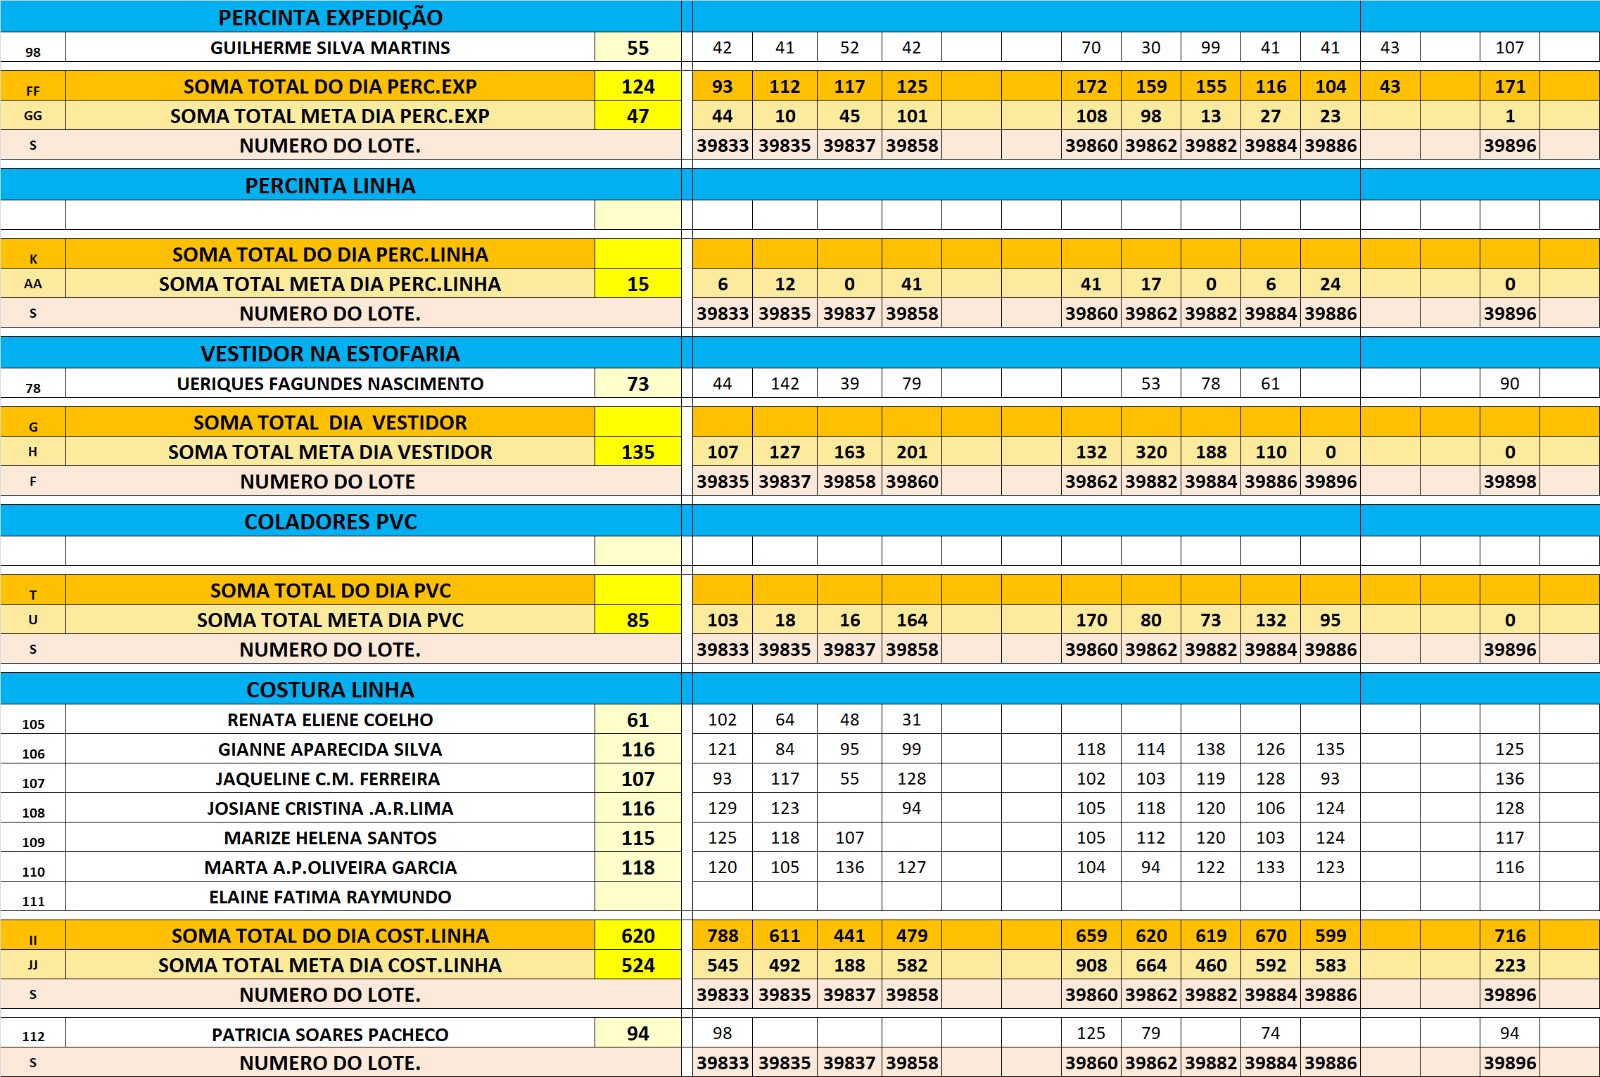 PERCINTA EXPEDIÇÃO
98 GUILHERME SILVA MARTINS 55 42 41 52 42 70 30 99 41 41 43 107
FF SOMA TOTAL DO DIA PERC.EXP 124 93 112 117 125 172 159 155 116 104 43 171
GG SOMA TOTAL META DIA PERC.EXP 47 44 10 45 101 108 98 13 27 23 1
S NUMERO DO LOTE. 39833 39835 39837 39858 39860 39862 39882 39884 39886 39896
PERCINTA LINHA
K SOMA TOTAL DO DIA PERC.LINHA
AA SOMA TOTAL META DIA PERC.LINHA 15 6 12 0 41 41 17 0 6 24 0
S NUMERO DO LOTE. 39833 39835 39837 39858 39860 39862 39882 39884 39886 39896
VESTIDOR NA ESTOFARIA
78 UERIQUES FAGUNDES NASCIMENTO 73 44 142 39 79 53 78 61 90
G SOMA TOTAL DIA VESTIDOR
H SOMA TOTAL META DIA VESTIDOR 135 107 127 163 201 132 320 188 110 0 0
F NUMERO DO LOTE 39835 39837 39858 39860 39862 39882 39884 39886 39896 39898
COLADORES PVC
T SOMA TOTAL DO DIA PVC
U SOMA TOTAL META DIA PVC 85 103 18 16 164 170 80 73 132 95 0
S NUMERO DO LOTE. 39833 39835 39837 39858 39860 39862 39882 39884 39886 39896
COSTURA LINHA
105 RENATA ELIENE COELHO 61 102 64 48 31
106 GIANNE APARECIDA SILVA 116 121 84 95 99 118 114 138 126 135 125
107 JAQUELINE C.M. FERREIRA 107 93 117 55 128 102 103 119 128 93 136
108 JOSIANE CRISTINA .A.R.LIMA 116 129 123 94 105 118 120 106 124 128
109 MARIZE HELENA SANTOS 115 125 118 107 105 112 120 103 124 117
110 MARTA A.P.OLIVEIRA GARCIA 118 120 105 136 127 104 94 122 133 123 116
111 ELAINE FATIMA RAYMUNDO
II SOMA TOTAL DO DIA COST.LINHA 620 788 611 441 479 659 620 619 670 599 716
JJ SOMA TOTAL META DIA COST.LINHA 524 545 492 188 582 908 664 460 592 583 223
S NUMERO DO LOTE. 39833 39835 39837 39858 39860 39862 39882 39884 39886 39896
112 PATRICIA SOARES PACHECO 94 98 125 79 74 94
S NUMERO DO LOTE. 39833 39835 39837 39858 39860 39862 39882 39884 39886 39896